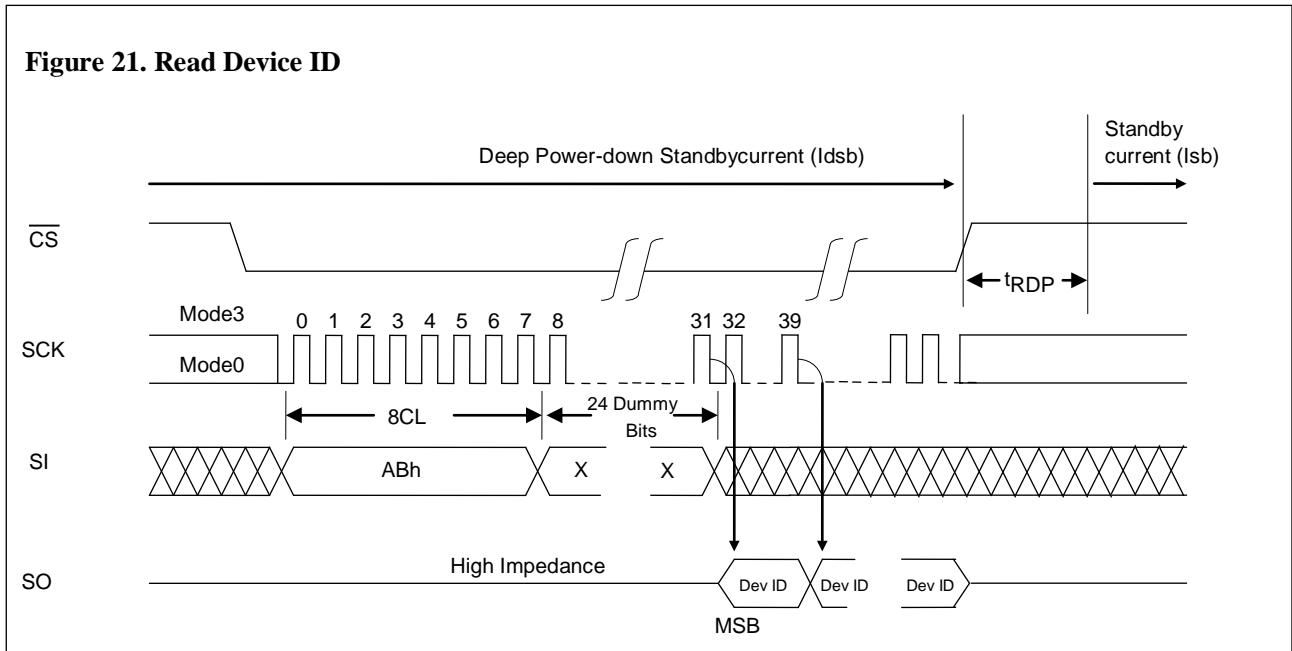 Figure 21. Read Device ID
Deep Power-down Standbycurrent (Idsb)
Standby
current (Isb)
CS
tRDP
Mode3
0 1 2 3 4 5 6 7 8 31 32 39
SCK
Mode0
8CL
24 Dummy
Bits
SI
ABh
X X
High Impedance
SO
Dev ID Dev ID Dev ID
MSB